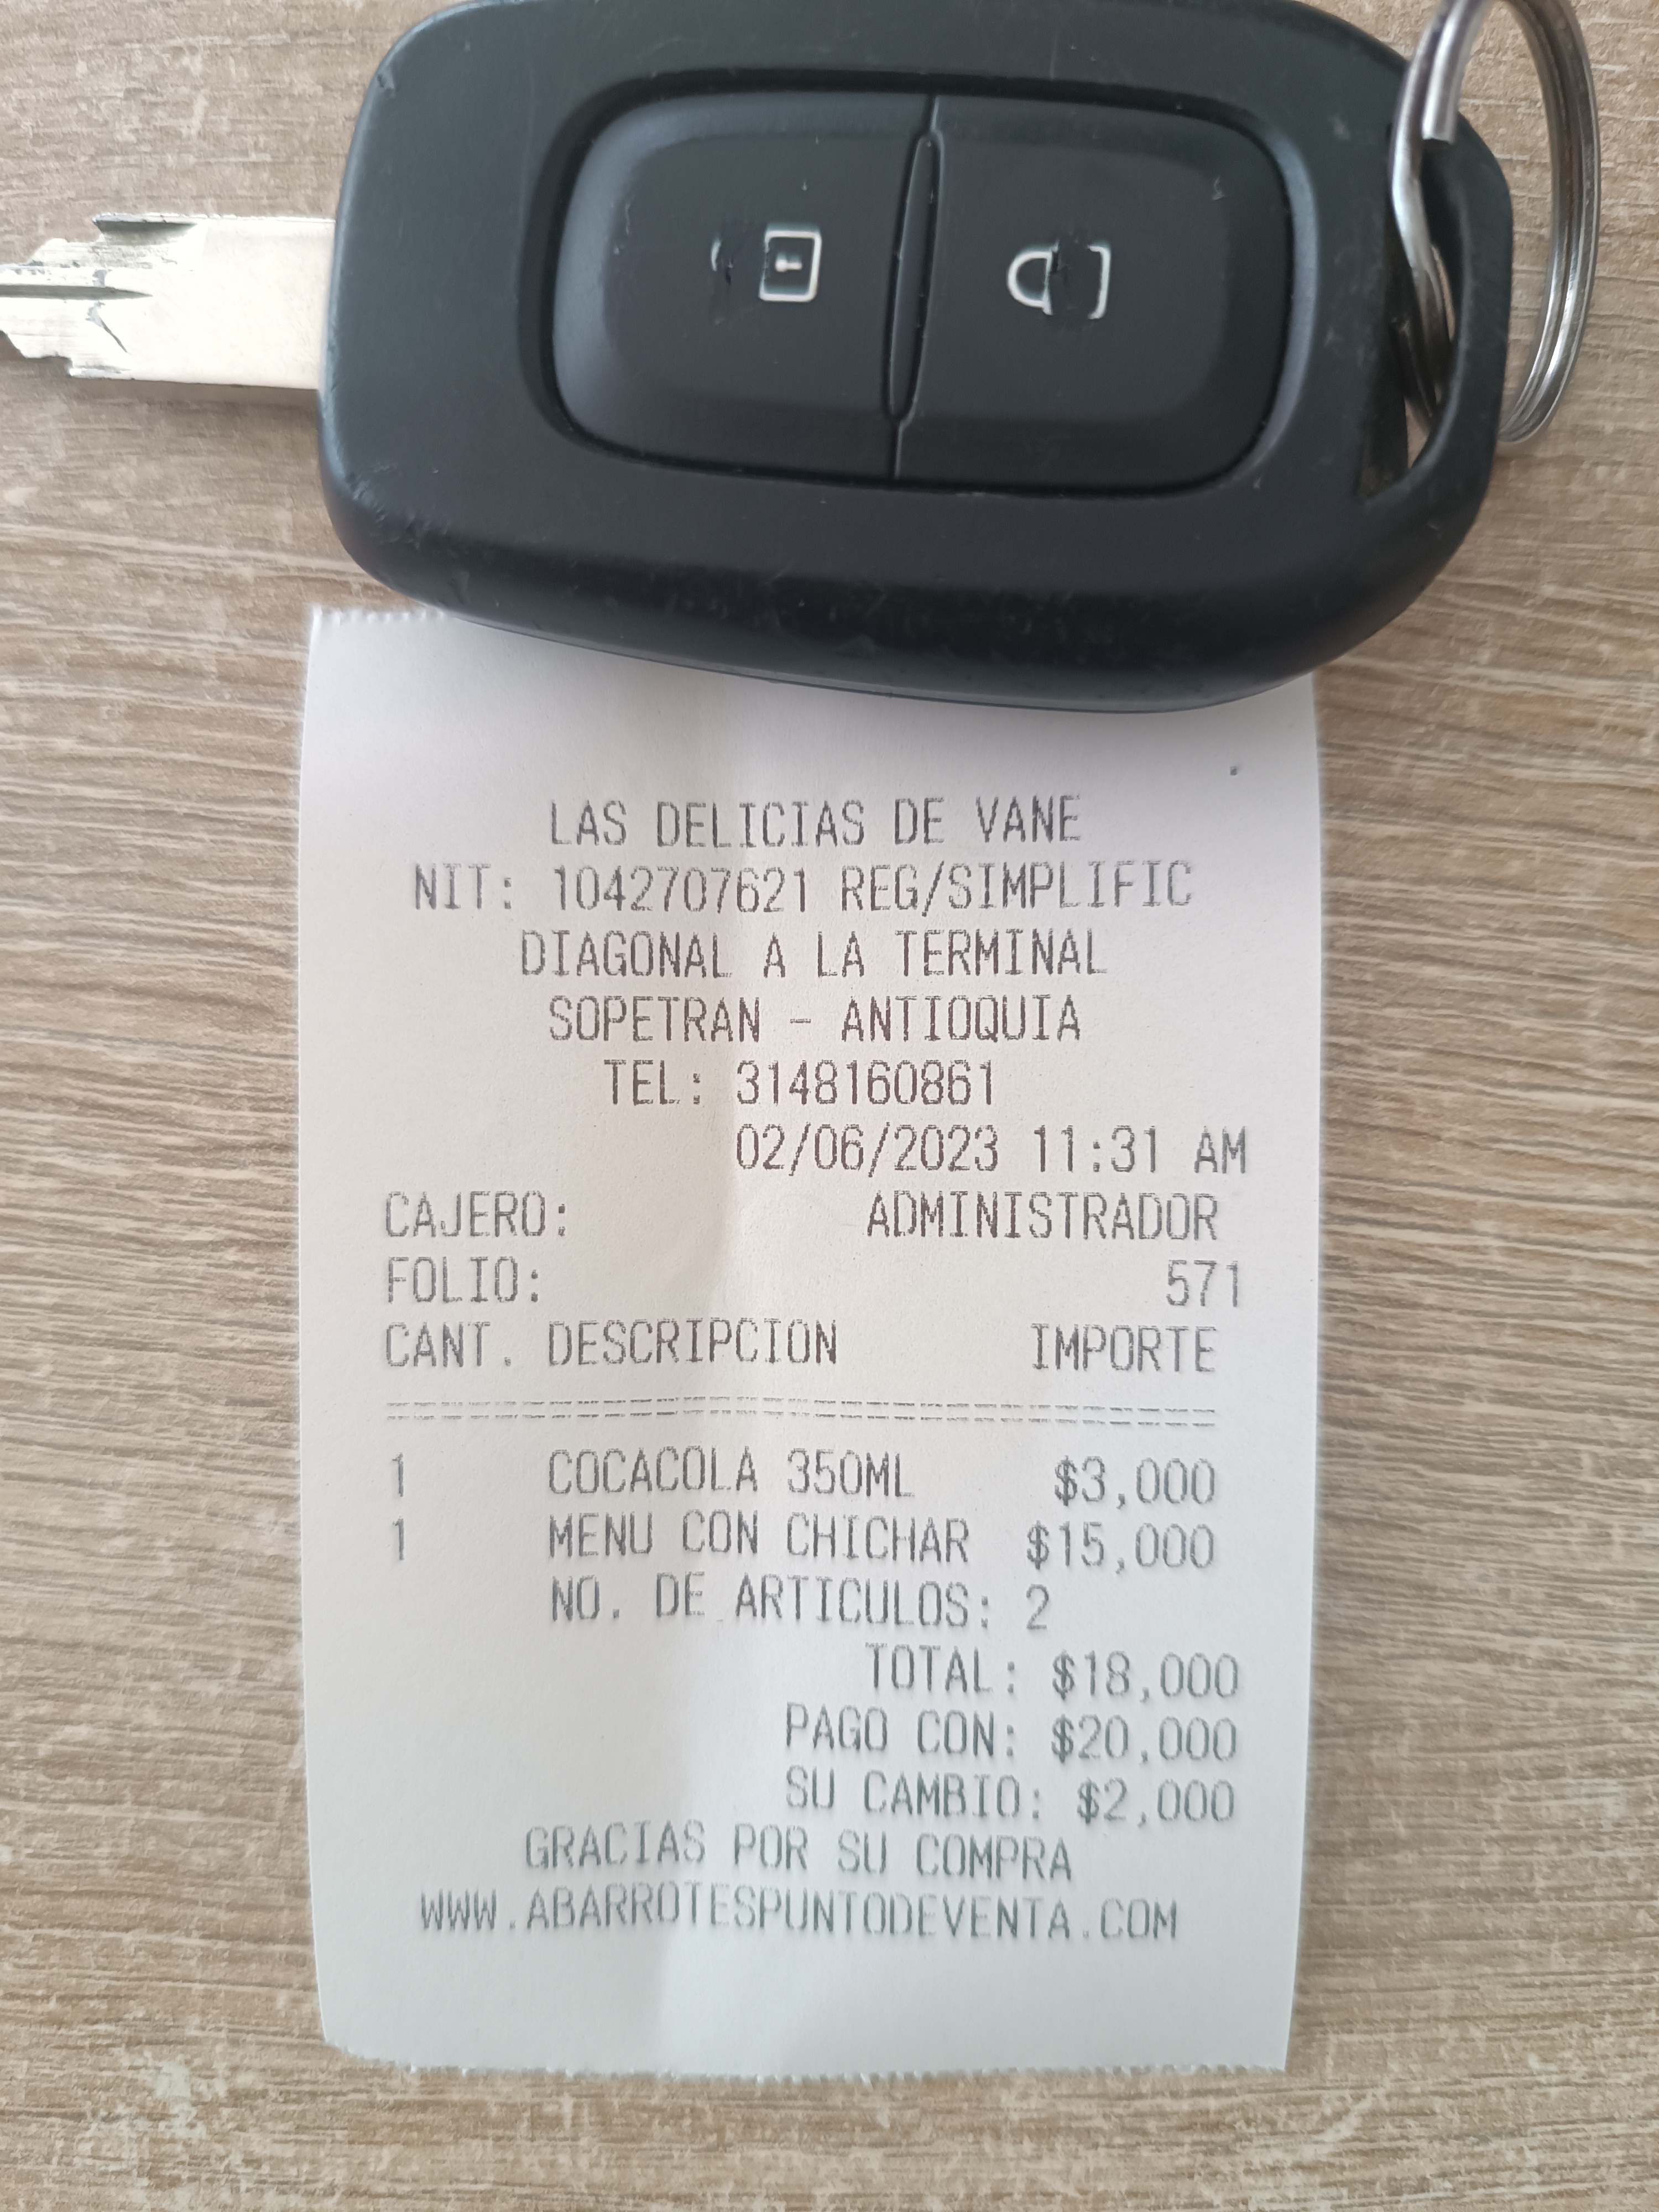 LAS DELICIAS DE VANE
NIT: 1042707621 REG/SIMPLIFIC
DIAGONAL A LA TERMINAL
SOPETRAN - ANTIOQUIA
TEL: 3148160861
02/06/2023 11:31 AM
CAJERO: ADMINISTRADOR
FOLIO: 571
CANT. DESCRIPCION IMPORTE
================================
1 COCACOLA 350ML $3,000
1 MENU CON CHICHAR $15,000
NO. DE ARTICULOS: 2
TOTAL: $18,000
PAGO CON: $20,000
SU CAMBIO: $2,000
GRACIAS POR SU COMPRA
WWW.ABARROTESPUNTODEVENTA.COM